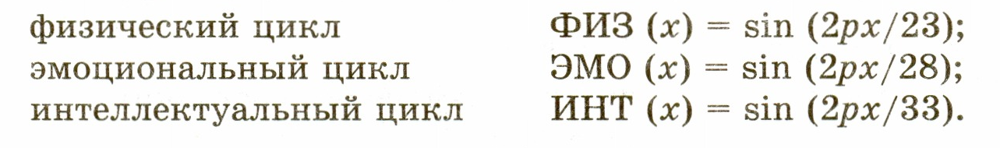 физический цикл ФИЗ (x) = sin (2px/23);
эмоциональный цикл ЭМО (x) = sin (2px/28);
интеллектуальный цикл ИНТ (x) = sin (2px/33).